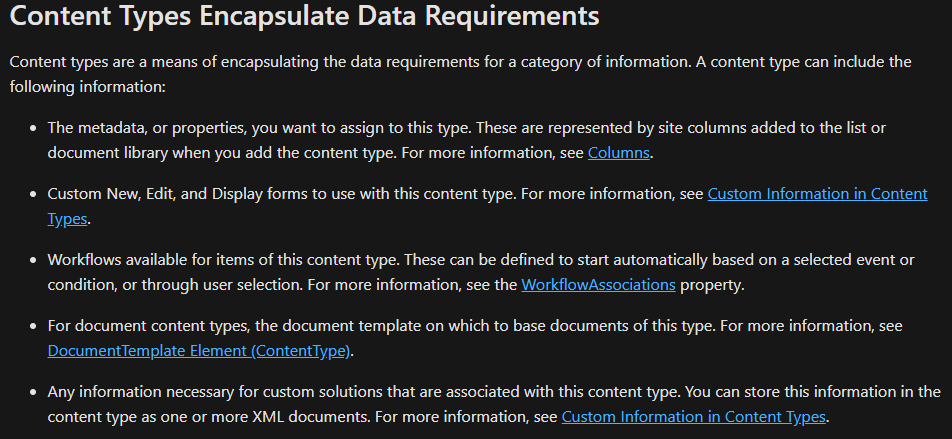 Content Types Encapsulate Data Requirements
Content types are a means of encapsulating the data requirements for a category of information. A content type can include the
following information:
• The metadata, or properties, you want to assign to this type. These are represented by site columns added to the list or
document library when you add the content type. For more information, see Columns.
• Custom New, Edit, and Display forms to use with this content type. For more information, see Custom Information in Content
Types.
• Workflows available for items of this content type. These can be defined to start automatically based on a selected event or
condition, or through user selection. For more information, see the WorkflowAssociations property.
• For document content types, the document template on which to base documents of this type. For more information, see
DocumentTemplate Element (ContentType).
• Any information necessary for custom solutions that are associated with this content type. You can store this information in the
content type as one or more XML documents. For more information, see Custom Information in Content Types.